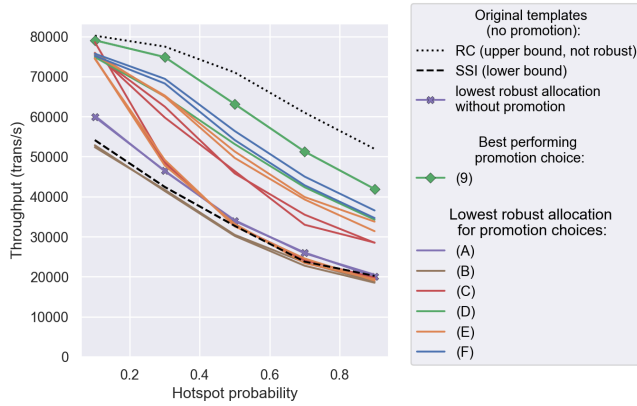 80000
70000
60000
50000
40000
30000
20000
10000
0
Throughput (trans/s)
0.2
0.4
0.6
0.8
Hotspot probability
Original templates
(no promotion):
RC (upper bound, not robust)
SSI (lower bound)
lowest robust allocation
without promotion
Best performing
promotion choice:
(9)
Lowest robust allocation
for promotion choices:
(A)
(B)
(C)
(D)
(E)
(F)